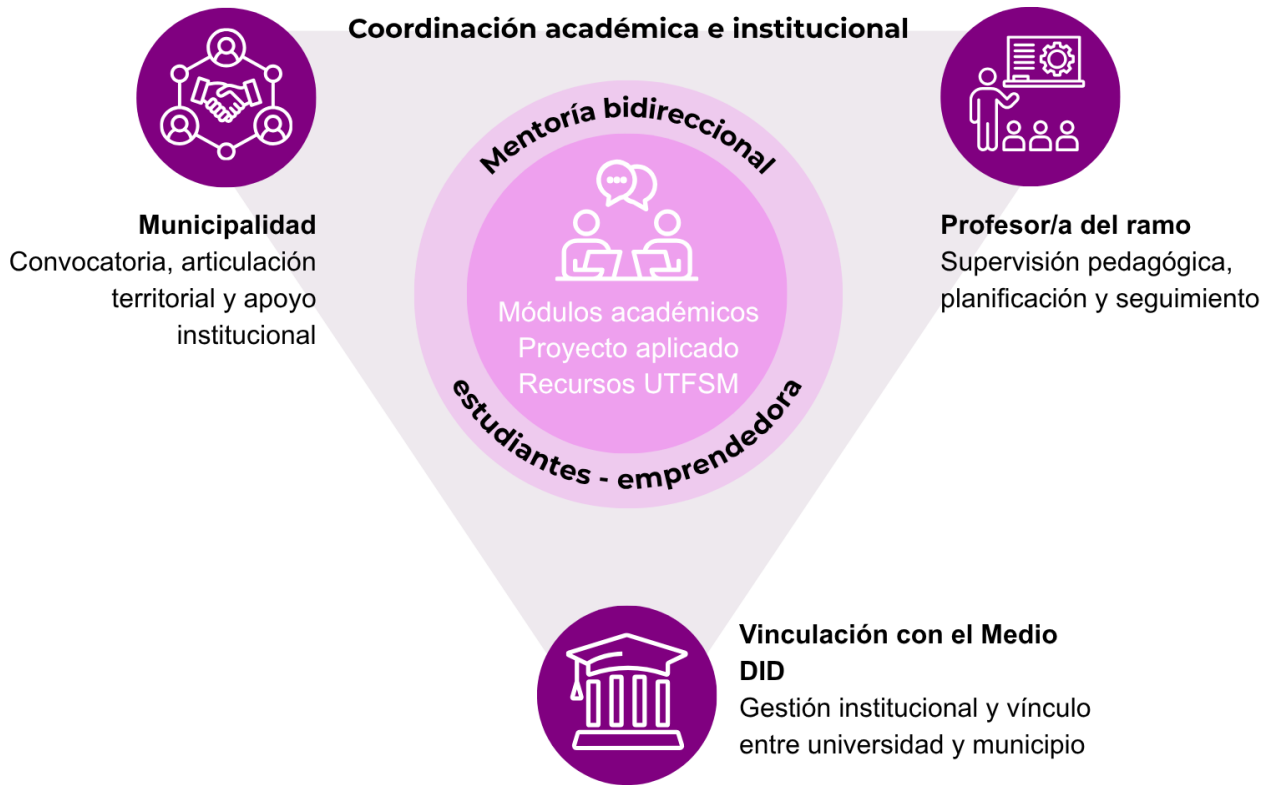 Coordinación académica e institucional
Mentoría bidireccional
Módulos académicos
Proyecto aplicado
Recursos UTFSM
estudiantes - emprendedora
Municipalidad
Convocatoria, articulación
territorial y apoyo
institucional
Profesor/a del ramo
Supervisión pedagógica,
planificación y seguimiento
Vinculación con el Medio
DID
Gestión institucional y vínculo
entre universidad y municipio